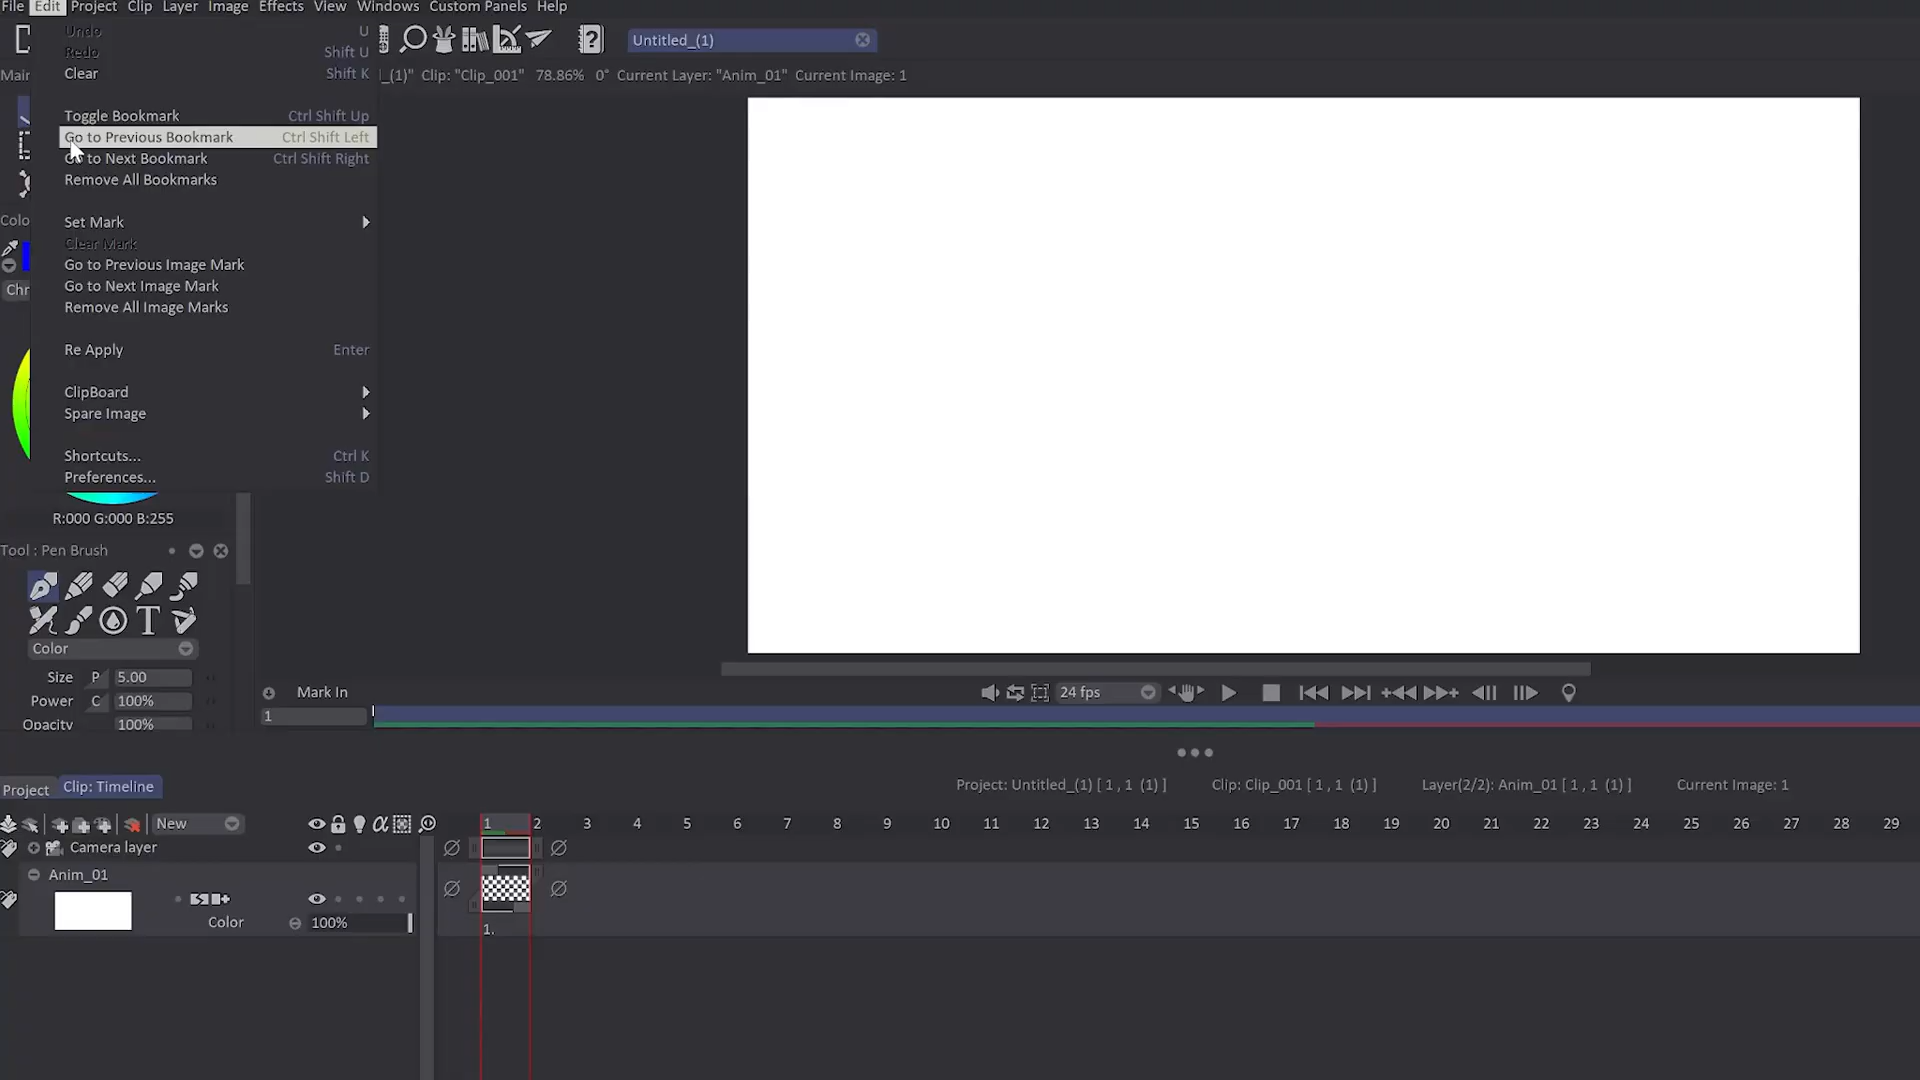 File Edit Project Clip Layer Image Effects View Windows Custom Panels Help
Undo U
Redo Shift U
Clear Shift K
Untitled_(1)
Main
_(1)" Clip: "Clip_001" 78.86% 0° Current Layer: "Anim_01" Current Image: 1
Toggle Bookmark Ctrl Shift Up
Go to Previous Bookmark Ctrl Shift Left
Go to Next Bookmark Ctrl Shift Right
Remove All Bookmarks
Colo
Set Mark
Clear Mark
Go to Previous Image Mark
Go to Next Image Mark
Chr
Remove All Image Marks
Re Apply Enter
ClipBoard
Spare Image
Shortcuts... Ctrl K
Preferences... Shift D
R:000 G:000 B:255
Tool : Pen Brush
T
Color
Size P 5.00
Power C 100%
Opacity 100%
Mark In
24 fps
1
Project Clip: Timeline
Project: Untitled_(1) [ 1 , 1 (1) ] Clip: Clip_001 [ 1 , 1 (1) ] Layer(2/2): Anim_01 [ 1 , 1 (1) ] Current Image: 1
New
1 2 3 4 5 6 7 8 9 10 11 12 13 14 15 16 17 18 19 20 21 22 23 24 25 26 27 28 29
Camera layer
Anim_01
Color 100%
1.